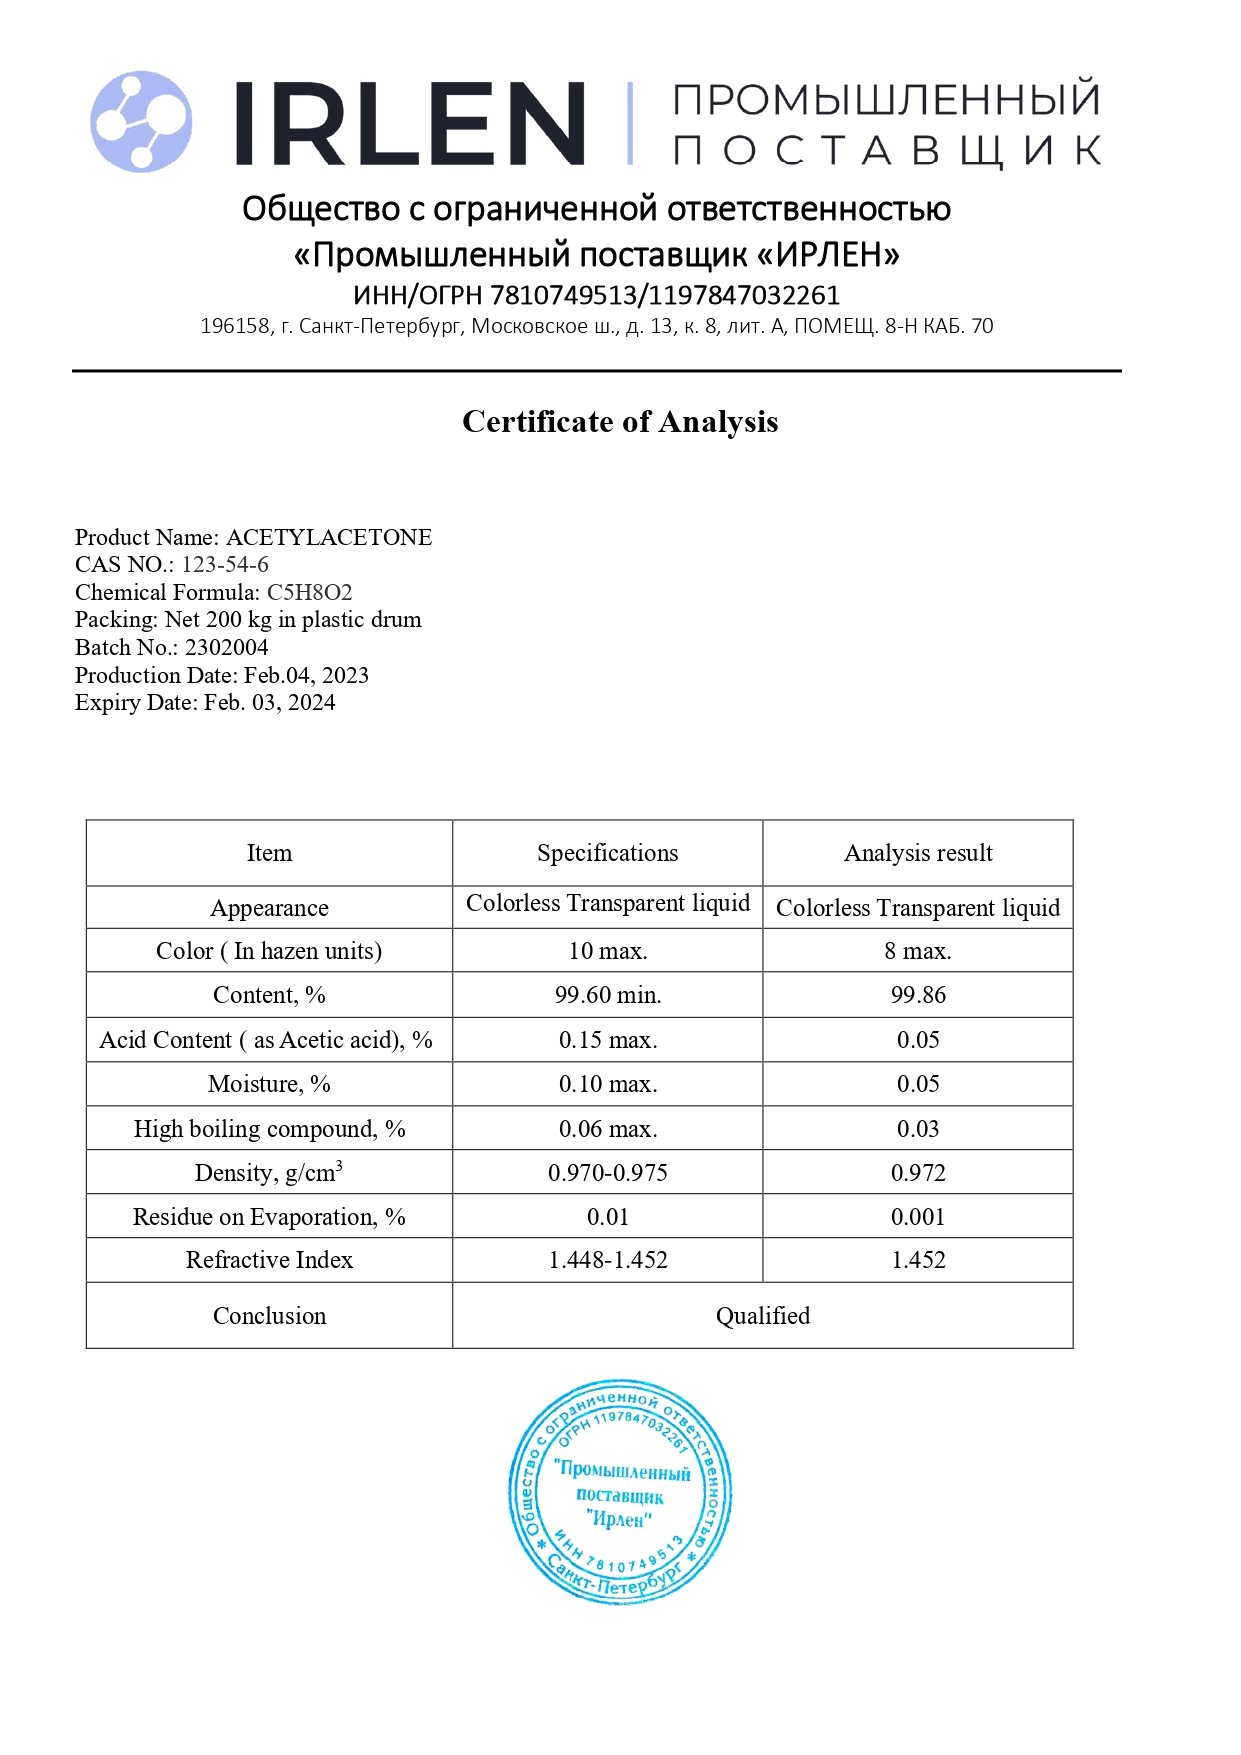 IRLEN
ПРОМЫШЛЕННЫЙ
ПОСТАВЩИК
Общество с ограниченной ответственностью
«Промышленный поставщик «ИРЛЕН»
ИНН/ОГРН 7810749513/1197847032261
196158, г. Санкт-Петербург, Московское ш., д. 13, к. 8, лит. А, ПОМЕЩ. 8-Н КАБ. 70
Certificate of Analysis
Product Name: ACETYLACETONE
CAS NO.: 123-54-6
Chemical Formula: C5H8O2
Packing: Net 200 kg in plastic drum
Batch No.: 2302004
Production Date: Feb.04, 2023
Expiry Date: Feb. 03, 2024
Item Specifications Analysis result
Appearance Colorless Transparent liquid Colorless Transparent liquid
Color ( In hazen units) 10 max. 8 max.
Content, % 99.60 min. 99.86
Acid Content ( as Acetic acid), % 0.15 max. 0.05
Moisture, % 0.10 max. 0.05
High boiling compound, % 0.06 max. 0.03
Density, g/cm³ 0.970-0.975 0.972
Residue on Evaporation, % 0.01 0.001
Refractive Index 1.448-1.452 1.452
Conclusion Qualified
Общество с ограниченной ответственностью
ОГРН 1197847032261
"Промышленный
поставщик
"Ирлен"
ИНН 7810749513
* Санкт-Петербург *